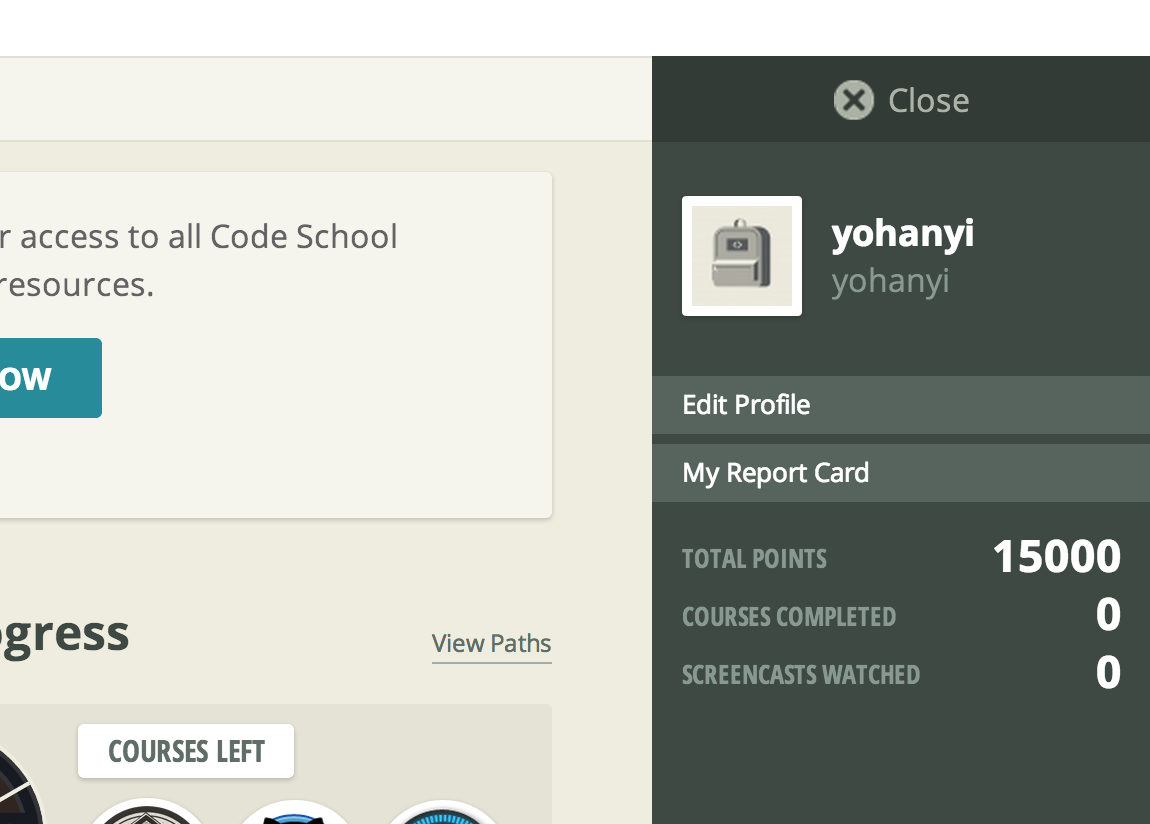 Close
r access to all Code School
resources.
OW
yohanyi
yohanyi
Edit Profile
My Report Card
TOTAL POINTS 15000
COURSES COMPLETED 0
SCREENCASTS WATCHED 0
ogress
View Paths
COURSES LEFT